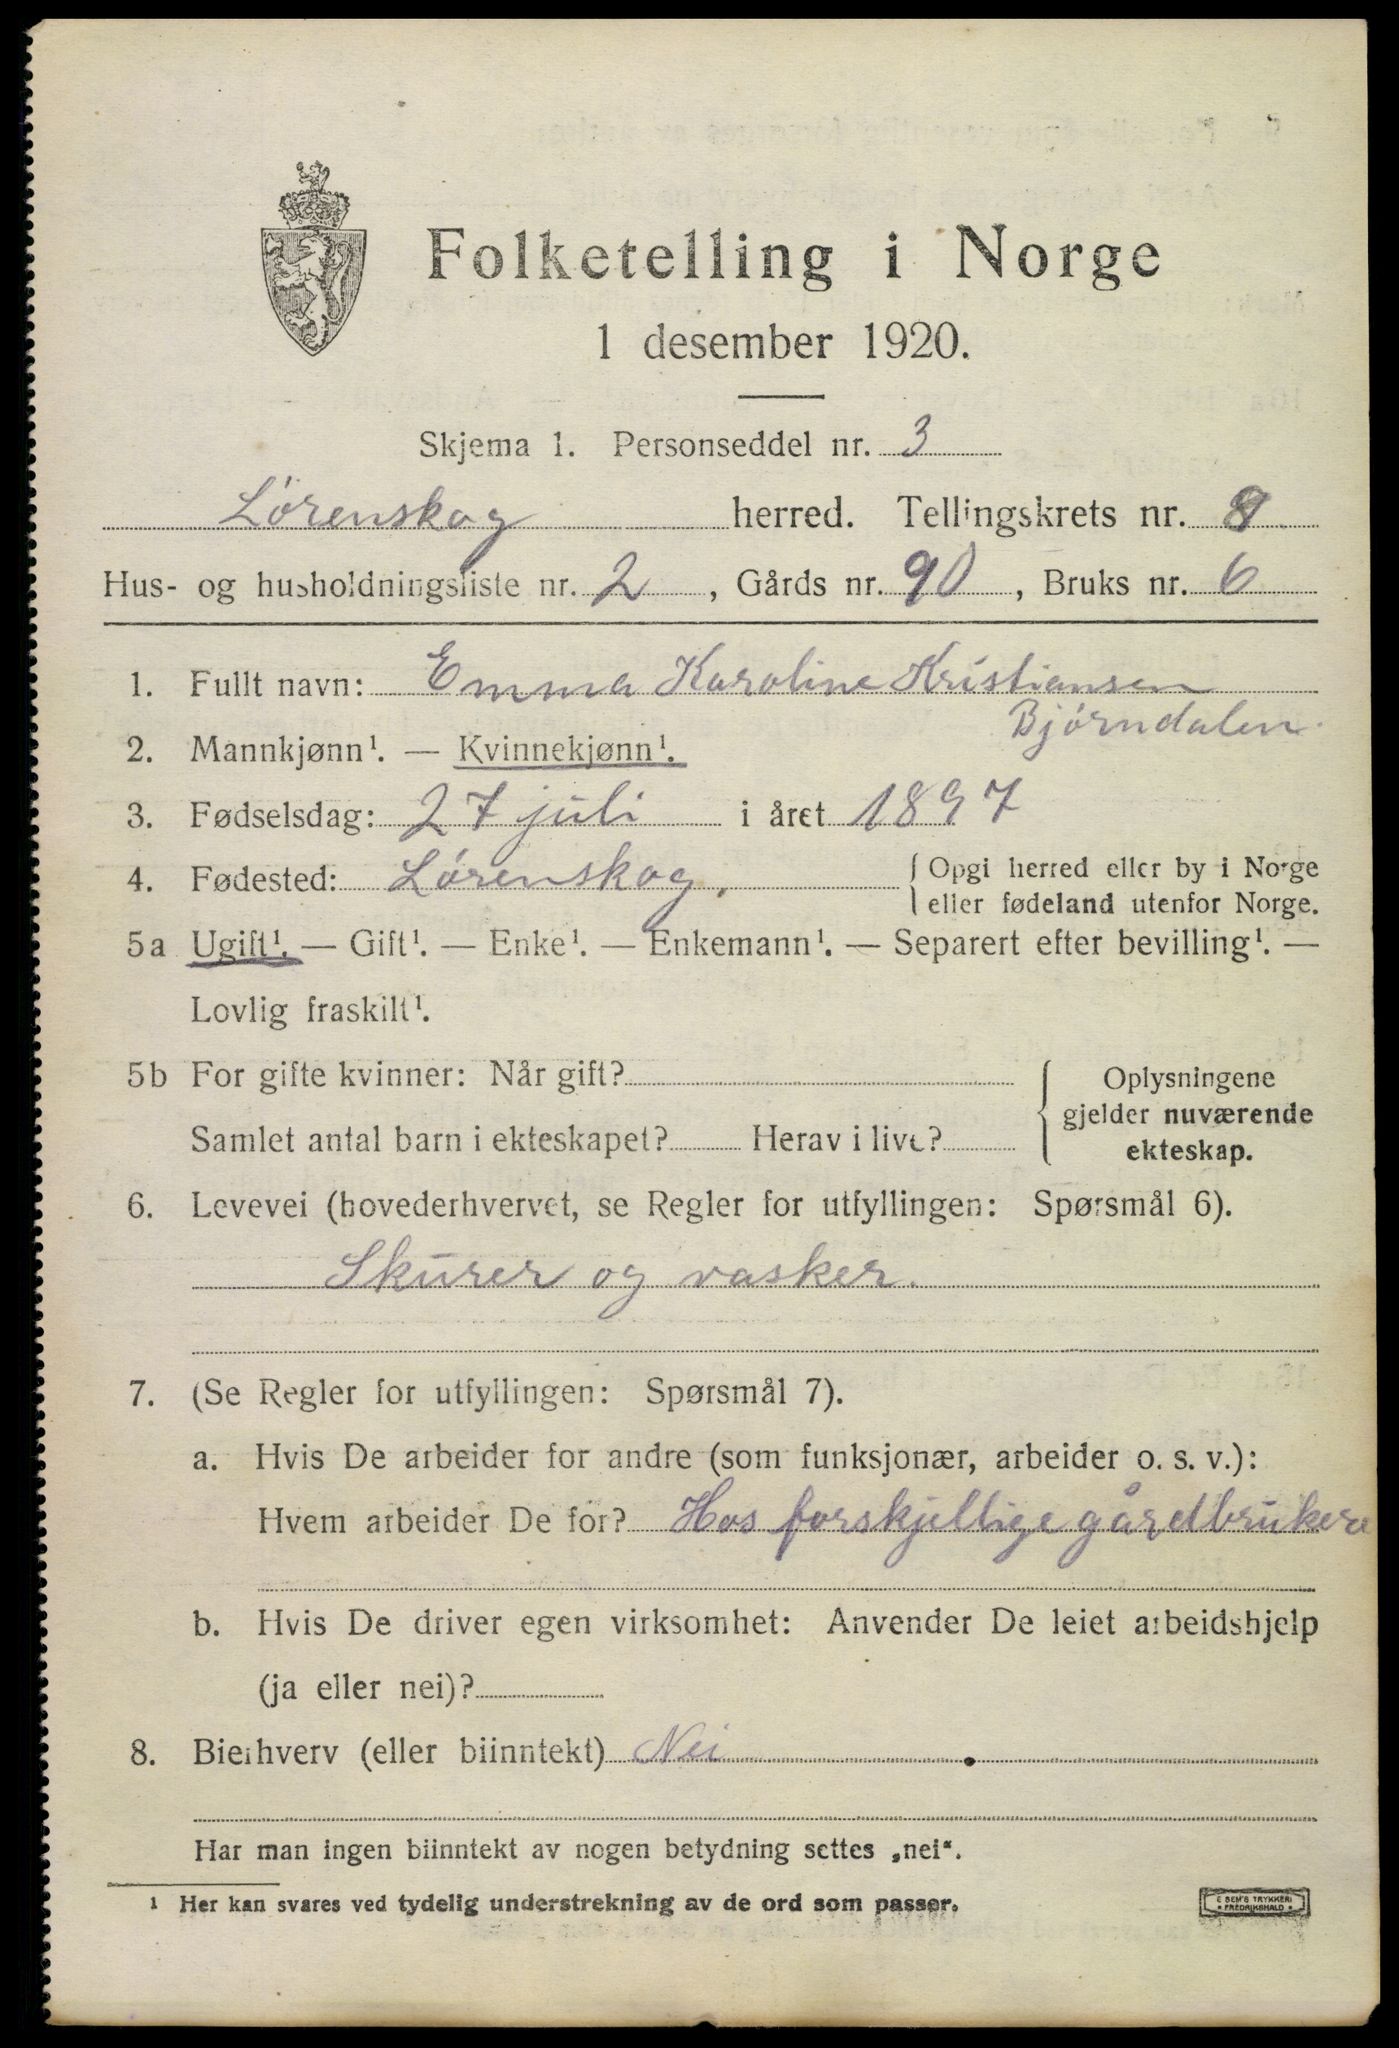 Folketelling i Norge
1 desember 1920.
Skjema 1. Personseddel nr. 3
Lørenskog herred. Tellingskrets nr.
Hus- og husholdningsliste nr. 2, Gårds nr. 90, Bruks nr. 6
1. Fullt navn: Emma Karoline Kristiansen
Bjørndalen
2. Mannkjønn¹. — Kvinnekjønn¹.
3. Fødselsdag: 27 juli i året 1897
4. Fødested: Lørenskog. { Opgi herred eller by i Norge
eller fødeland utenfor Norge.
5a Ugift¹. — Gift¹. — Enke¹. — Enkemann¹. — Separert efter bevilling¹. —
Lovlig fraskilt¹.
5b For gifte kvinner: Når gift?
Samlet antal barn i ekteskapet? Herav i live?
{ Oplysningene
gjelder nuværende
ekteskap.
6. Levevei (hovederhvervet, se Regler for utfyllingen: Spørsmål 6).
Skurer og vasker.
7. (Se Regler for utfyllingen: Spørsmål 7).
a. Hvis De arbeider for andre (som funksjonær, arbeider o. s. v.):
Hvem arbeider De for? Hos forskjellige gårdbrukere
b. Hvis De driver egen virksomhet: Anvender De leiet arbeidshjelp
(ja eller nei)?
8. Bierhverv (eller biinntekt) Nei
Har man ingen biinntekt av nogen betydning settes „nei“.
¹ Her kan svares ved tydelig understrekning av de ord som passer.
E SEM'S TRYKKERI
FREDRIKSHALD